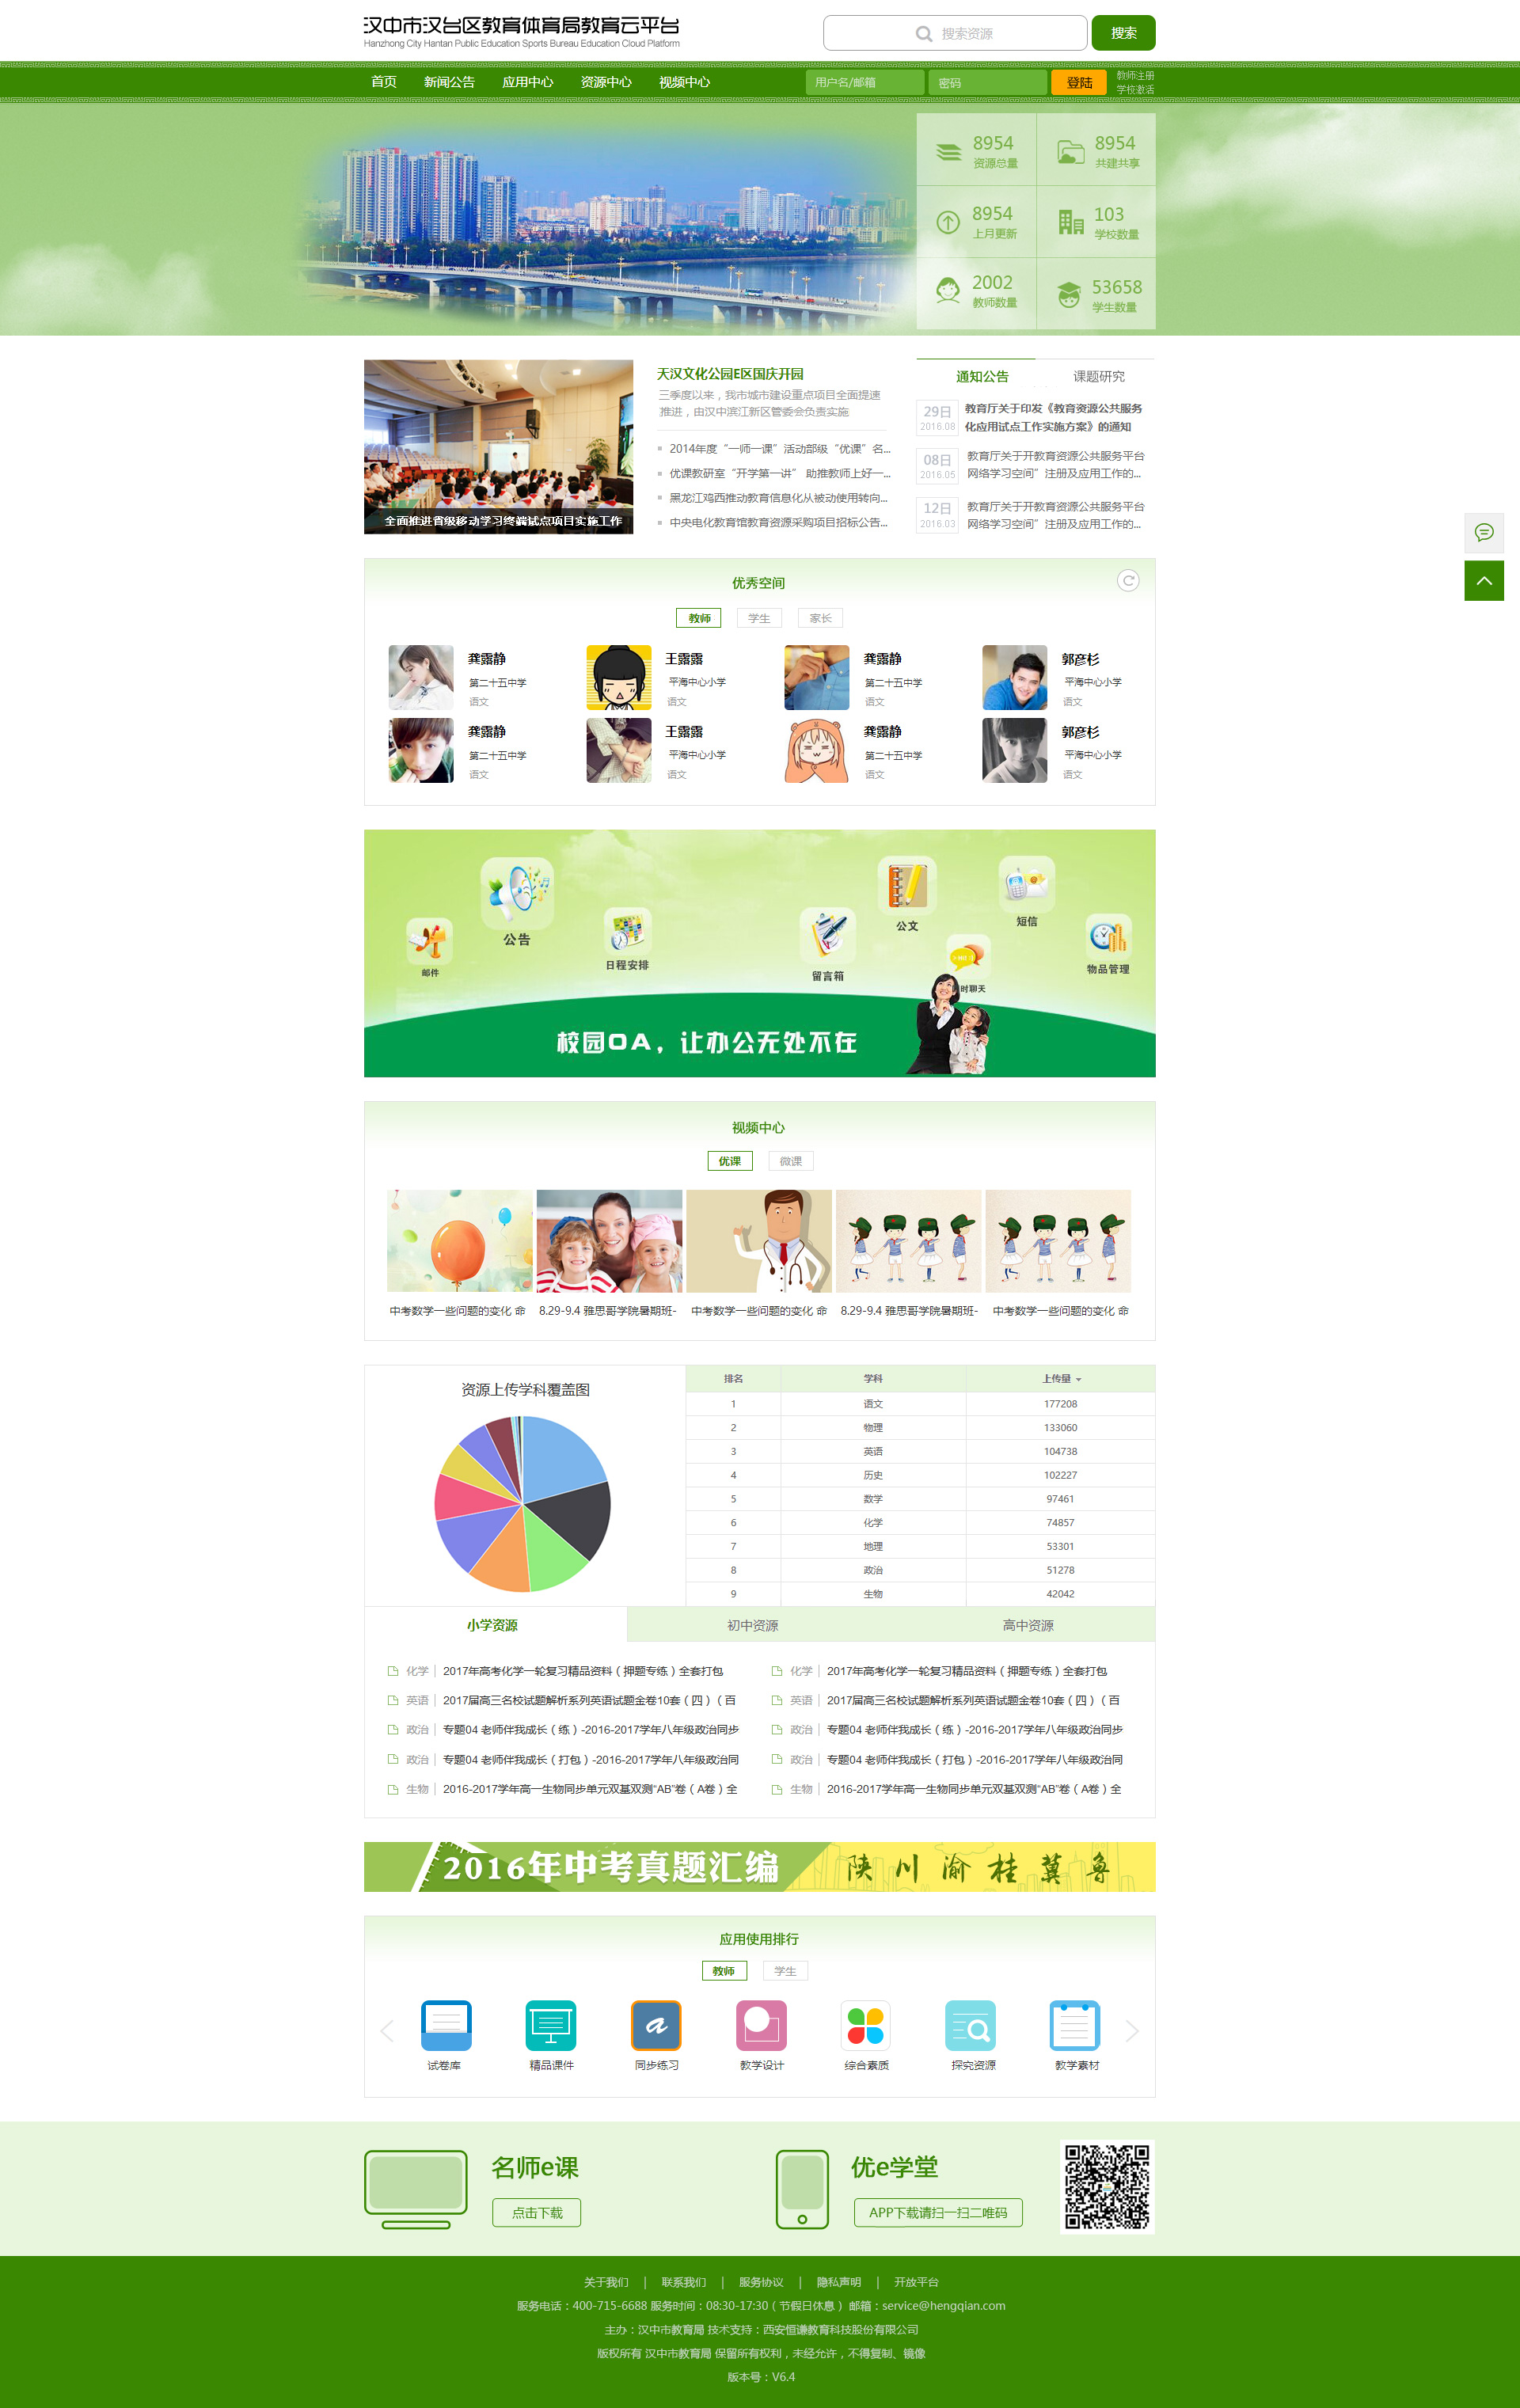 汉中市汉台区教育体育局教育云平台
Hanzhong City Hantan Public Education Sports Bureau Education Cloud Platform
搜索资源
搜索
首页 新闻公告 应用中心 资源中心 视频中心
用户名/邮箱 密码 登陆
教师注册
学校激活
8954
资源总量
8954
共建共享
8954
上月更新
103
学校数量
2002
教师数量
53658
学生数量
全面推进省级移动学习终端试点项目实施工作
天汉文化公园E区国庆开园
三季度以来，我市城市建设重点项目全面提速
推进，由汉中滨江新区管委会负责实施
2014年度“一师一课”活动部级“优课”名...
优课教研室“开学第一讲” 助推教师上好一...
黑龙江鸡西推动教育信息化从被动使用转向...
中央电化教育馆教育资源采购项目招标公告...
通知公告 课题研究
29日
2016.08
教育厅关于印发《教育资源公共服务
化应用试点工作实施方案》的通知
08日
2016.05
教育厅关于开教育资源公共服务平台
网络学习空间”注册及应用工作的...
12日
2016.03
教育厅关于开教育资源公共服务平台
网络学习空间”注册及应用工作的...
优秀空间
教师 学生 家长
龚露静
第二十五中学
语文
王露露
平海中心小学
语文
龚露静
第二十五中学
语文
郭彦杉
平海中心小学
语文
龚露静
第二十五中学
语文
王露露
平海中心小学
语文
龚露静
第二十五中学
语文
郭彦杉
平海中心小学
语文
邮件
公告
日程安排
留言箱
公文
Hi!
时聊天
短信
物品管理
校园OA，让办公无处不在
视频中心
优课 微课
中考数学一些问题的变化 命
8.29-9.4 雅思哥学院暑期班-
中考数学一些问题的变化 命
8.29-9.4 雅思哥学院暑期班-
中考数学一些问题的变化 命
资源上传学科覆盖图
排名 学科 上传量
1 语文 177208
2 物理 133060
3 英语 104738
4 历史 102227
5 数学 97461
6 化学 74857
7 地理 53301
8 政治 51278
9 生物 42042
小学资源 初中资源 高中资源
化学 2017年高考化学一轮复习精品资料（押题专练）全套打包
英语 2017届高三名校试题解析系列英语试题金卷10套（四）（百
政治 专题04 老师伴我成长（练）-2016-2017学年八年级政治同步
政治 专题04 老师伴我成长（打包）-2016-2017学年八年级政治同
生物 2016-2017学年高一生物同步单元双基双测“AB”卷（A卷）全
化学 2017年高考化学一轮复习精品资料（押题专练）全套打包
英语 2017届高三名校试题解析系列英语试题金卷10套（四）（百
政治 专题04 老师伴我成长（练）-2016-2017学年八年级政治同步
政治 专题04 老师伴我成长（打包）-2016-2017学年八年级政治同
生物 2016-2017学年高一生物同步单元双基双测“AB”卷（A卷）全
2016年中考真题汇编 陕 川 渝 桂 冀 鲁
应用使用排行
教师 学生
a
试卷库 精品课件 同步练习 教学设计 综合素质 探究资源 教学素材
名师e课
点击下载
优e学堂
APP下载请扫一扫二唯码
关于我们 | 联系我们 | 服务协议 | 隐私声明 | 开放平台
服务电话：400-715-6688 服务时间：08:30-17:30（节假日休息） 邮箱：service@hengqian.com
主办：汉中市教育局 技术支持：西安恒谦教育科技股份有限公司
版权所有 汉中市教育局 保留所有权利，未经允许，不得复制、镜像
版本号：V6.4